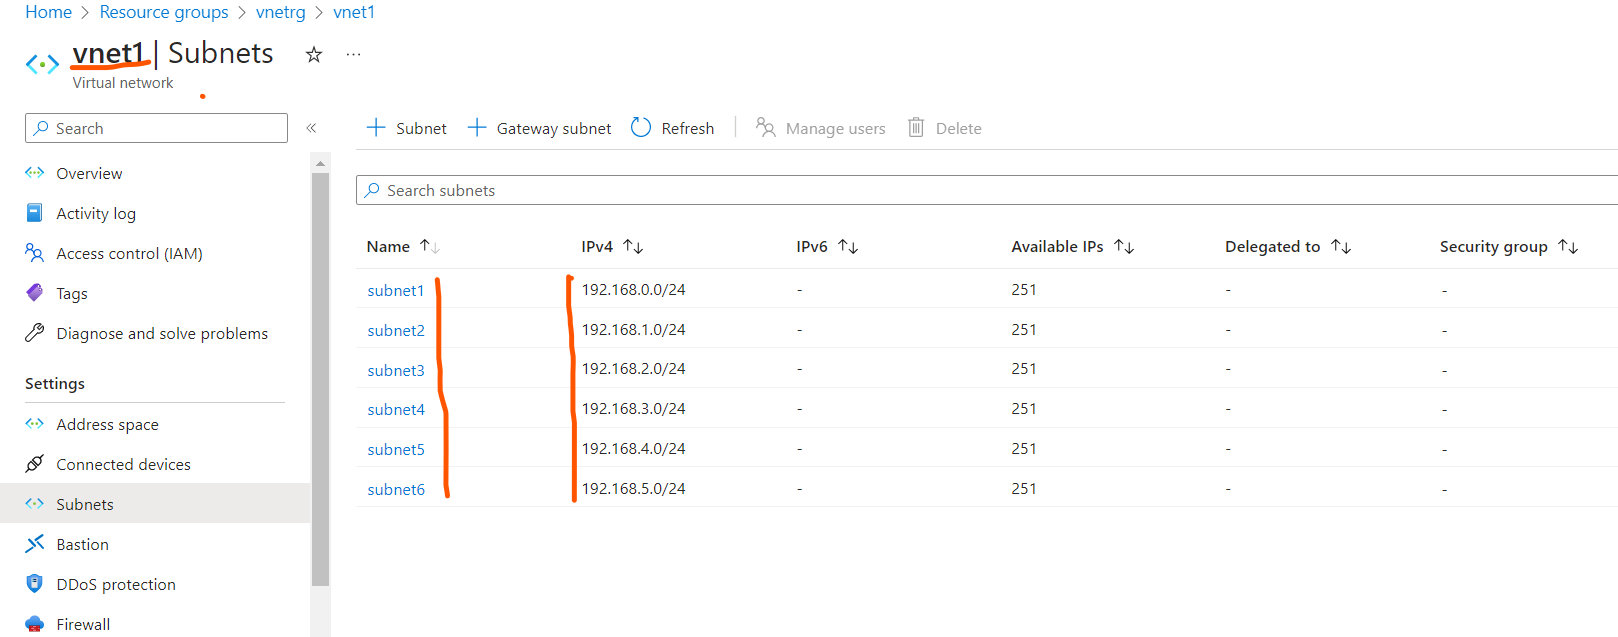 Home > Resource groups > vnetrg > vnet1
vnet1 | Subnets
Virtual network
Search
+ Subnet + Gateway subnet Refresh | Manage users Delete
Search subnets
Overview
Activity log
Access control (IAM)
Tags
Diagnose and solve problems
Settings
Address space
Connected devices
Subnets
Bastion
DDoS protection
Firewall
Name IPv4 IPv6 Available IPs Delegated to Security group
subnet1 192.168.0.0/24 - 251 - -
subnet2 192.168.1.0/24 - 251 - -
subnet3 192.168.2.0/24 - 251 - -
subnet4 192.168.3.0/24 - 251 - -
subnet5 192.168.4.0/24 - 251 - -
subnet6 192.168.5.0/24 - 251 - -